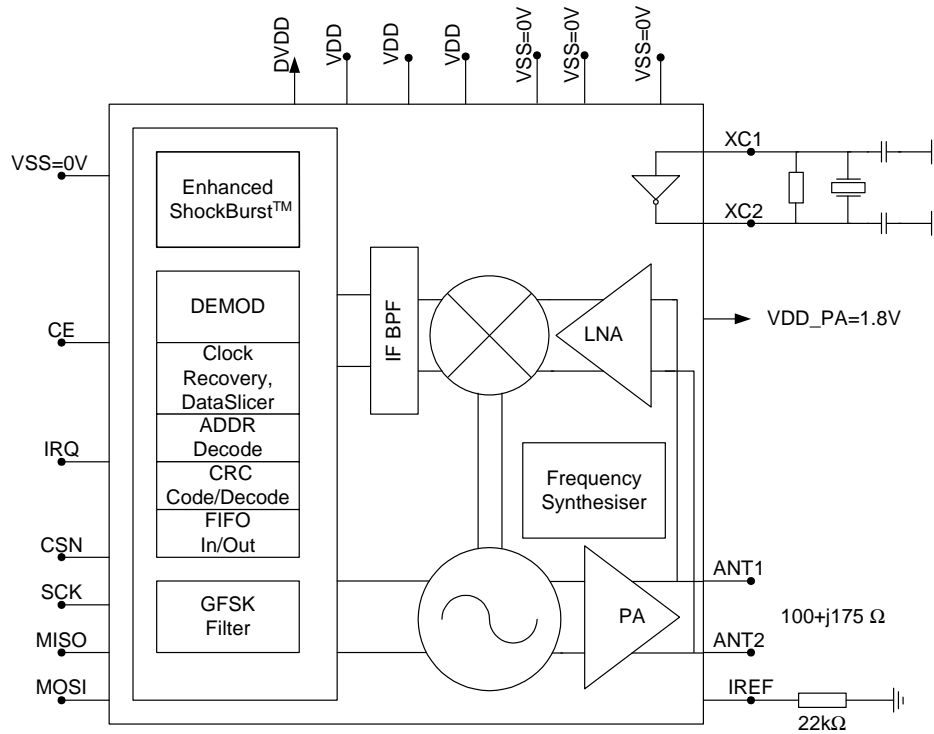 DVDD
VDD
VDD
VDD
VSS=0V
VSS=0V
VSS=0V
VSS=0V
XC1
XC2
Enhanced
ShockBurst™
DEMOD
Clock
Recovery,
DataSlicer
ADDR
Decode
CRC
Code/Decode
FIFO
In/Out
GFSK
Filter
IF BPF
LNA
VDD_PA=1.8V
CE
IRQ
CSN
SCK
MISO
MOSI
Frequency
Synthesiser
PA
ANT1
100+j175 Ω
ANT2
IREF
22kΩ